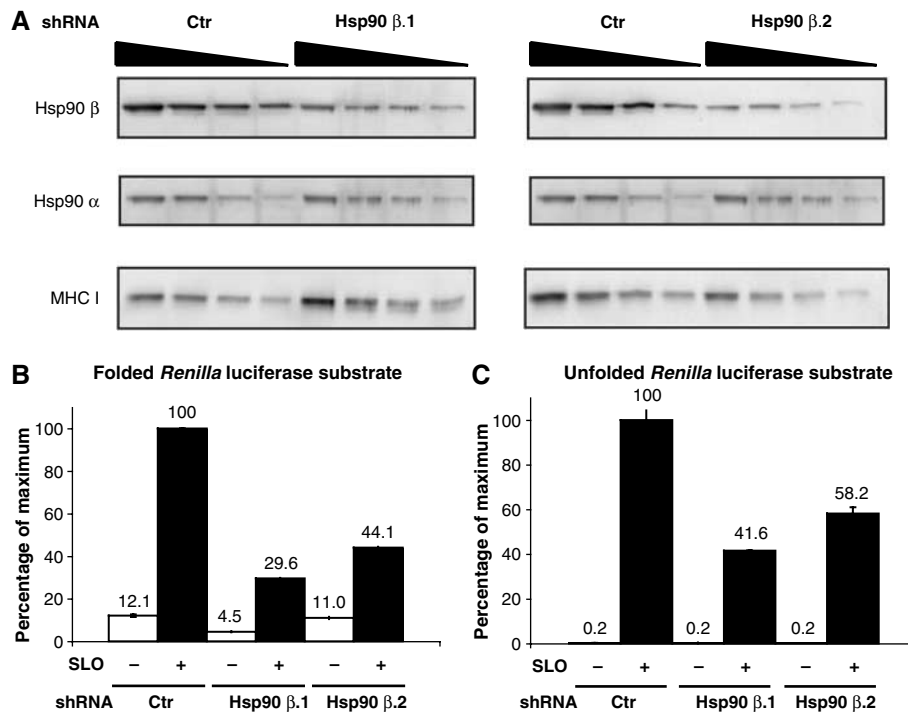 A shRNA Ctr Hsp90 β.1 Hsp90 β.2
Hsp90 β
Hsp90 α
MHC I
B Folded Renilla luciferase substrate
Percentage of maximum
100
80
60
40
20
0
12.1
100
4.5
29.6
11.0
44.1
SLO – + – + – +
shRNA Ctr Hsp90 β.1 Hsp90 β.2
C Unfolded Renilla luciferase substrate
Percentage of maximum
100
80
60
40
20
0
0.2
100
0.2
41.6
0.2
58.2
SLO – + – + – +
shRNA Ctr Hsp90 β.1 Hsp90 β.2